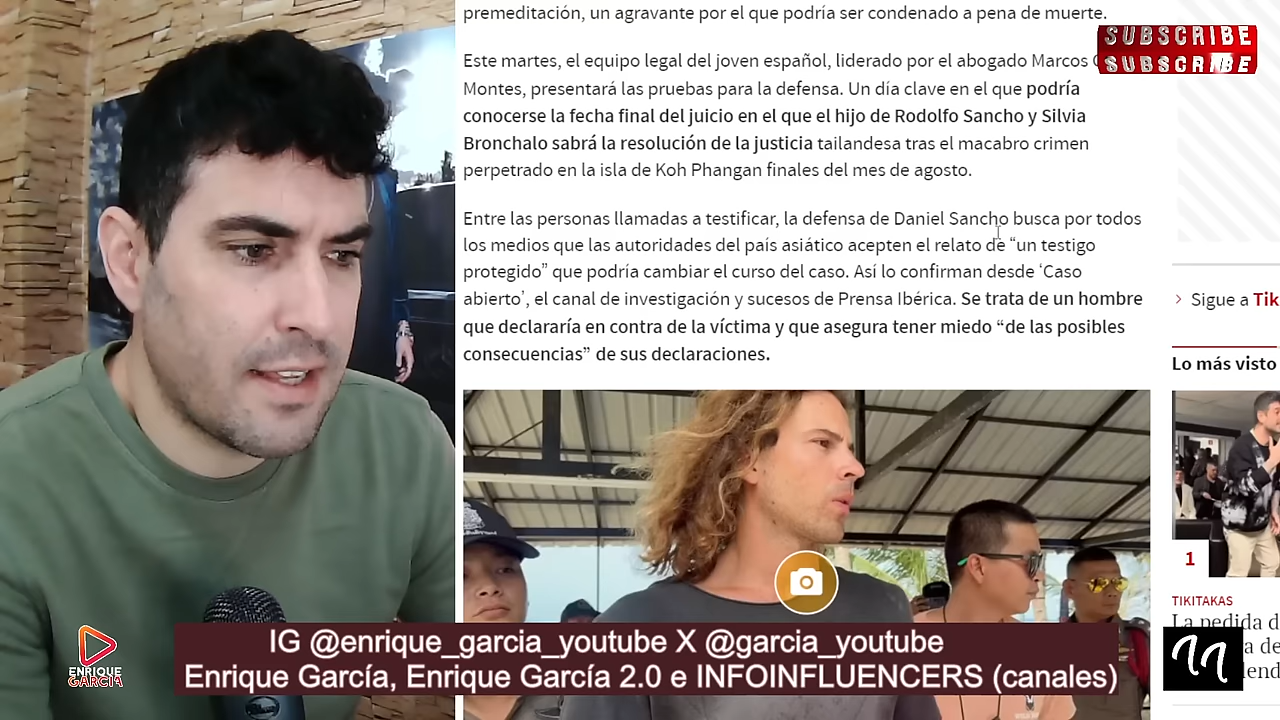 premeditación, un agravante por el que podría ser condenado a pena de muerte.
SUBSCRIBE
SUBSCRIBE
Este martes, el equipo legal del joven español, liderado por el abogado Marcos
Montes, presentará las pruebas para la defensa. Un día clave en el que podría
conocerse la fecha final del juicio en el que el hijo de Rodolfo Sancho y Silvia
Bronchalo sabrá la resolución de la justicia tailandesa tras el macabro crimen
perpetrado en la isla de Koh Phangan finales del mes de agosto.
Entre las personas llamadas a testificar, la defensa de Daniel Sancho busca por todos
los medios que las autoridades del país asiático acepten el relato de “un testigo
protegido” que podría cambiar el curso del caso. Así lo confirman desde ‘Caso
abierto’, el canal de investigación y sucesos de Prensa Ibérica. Se trata de un hombre
que declararía en contra de la víctima y que asegura tener miedo “de las posibles
consecuencias” de sus declaraciones.
Sigue a Tik
Lo más visto
1
TIKITAKAS
La pedida d
IG @enrique_garcia_youtube X @garcia_youtube
Enrique García, Enrique García 2.0 e INFOINFLUENCERS (canales)
ENRIQUE
GARCÍA